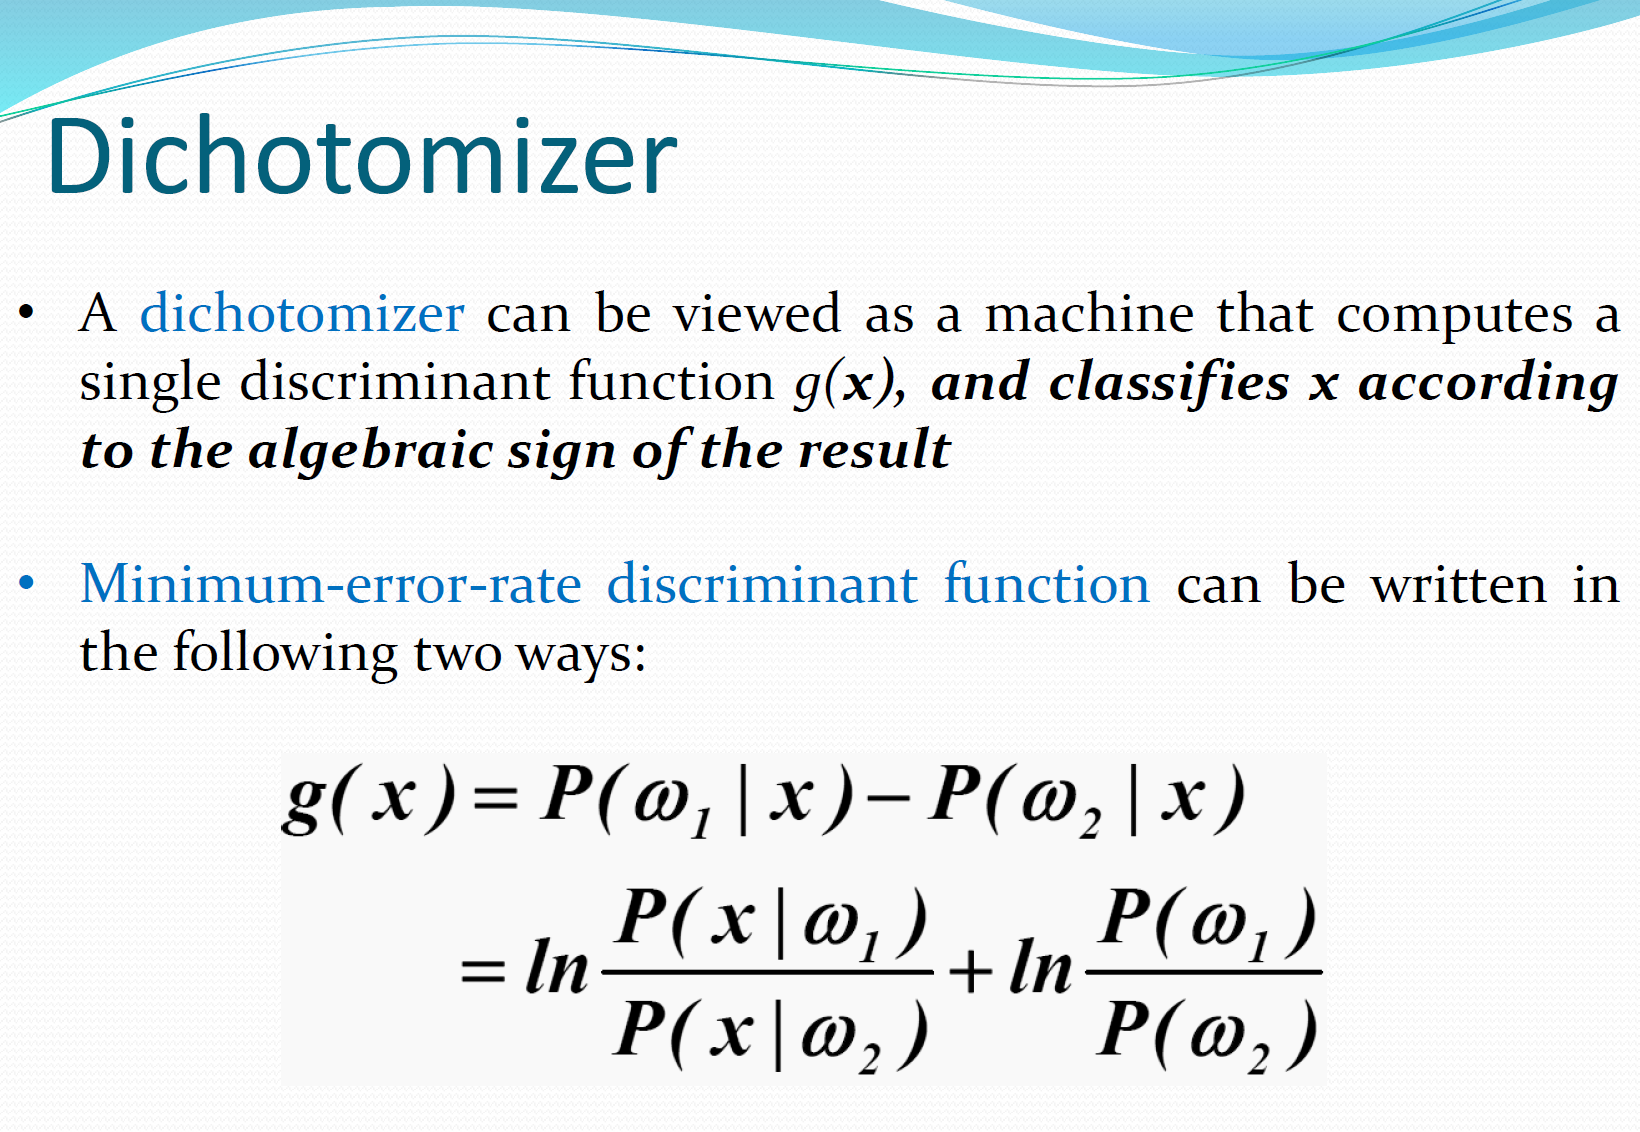 Dichotomizer
• A dichotomizer can be viewed as a machine that computes a
single discriminant function g(x), and classifies x according
to the algebraic sign of the result
• Minimum-error-rate discriminant function can be written in
the following two ways:
g( x ) = P( ω₁ | x ) − P( ω₂ | x )
= ln P( x | ω₁ ) / P( x | ω₂ ) + ln P( ω₁ ) / P( ω₂ )